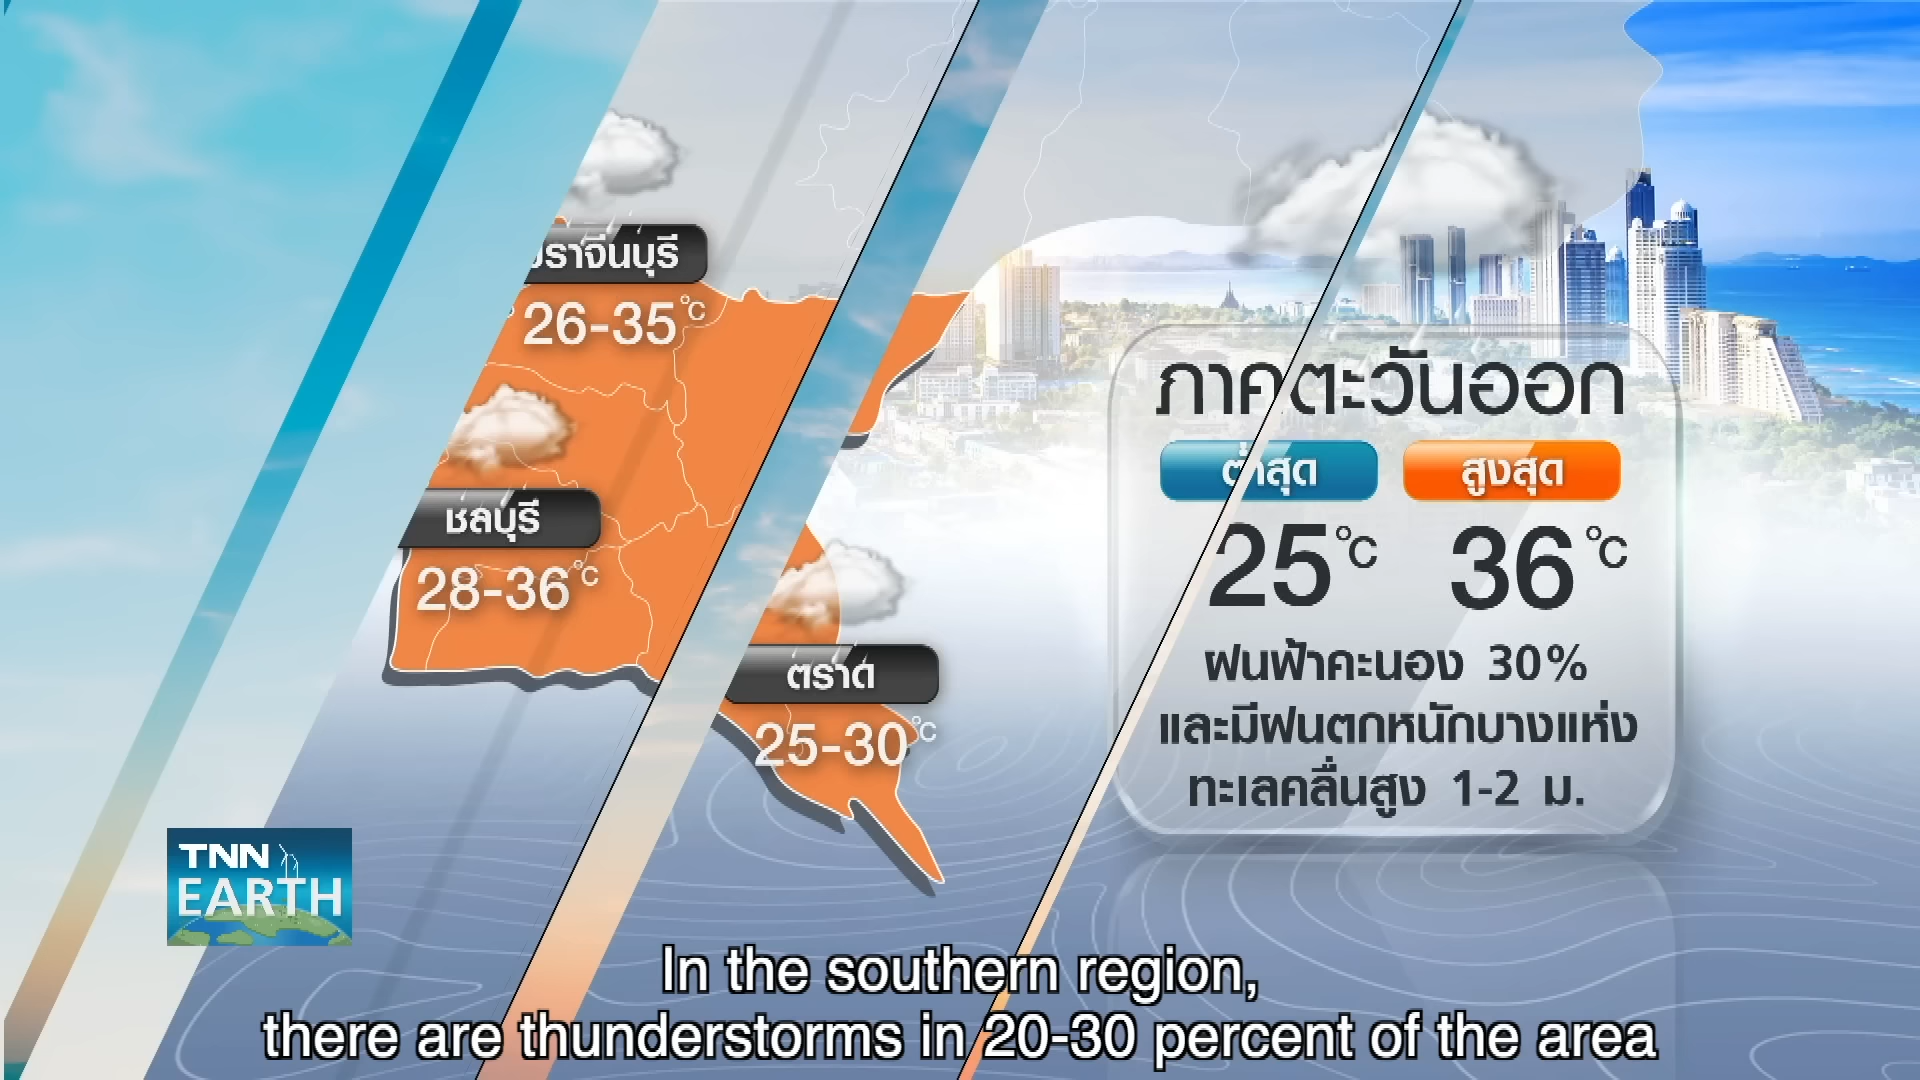 ปราจีนบุรี
26-35°C
ชลบุรี
28-36°C
ตราด
25-30°C
ภาคตะวันออก
ต่ำสุด สูงสุด
25°C 36°C
ฝนฟ้าคะนอง 30%
และมีฝนตกหนักบางแห่ง
ทะเลคลื่นสูง 1-2 ม.
TNN
EARTH
In the southern region,
there are thunderstorms in 20-30 percent of the area